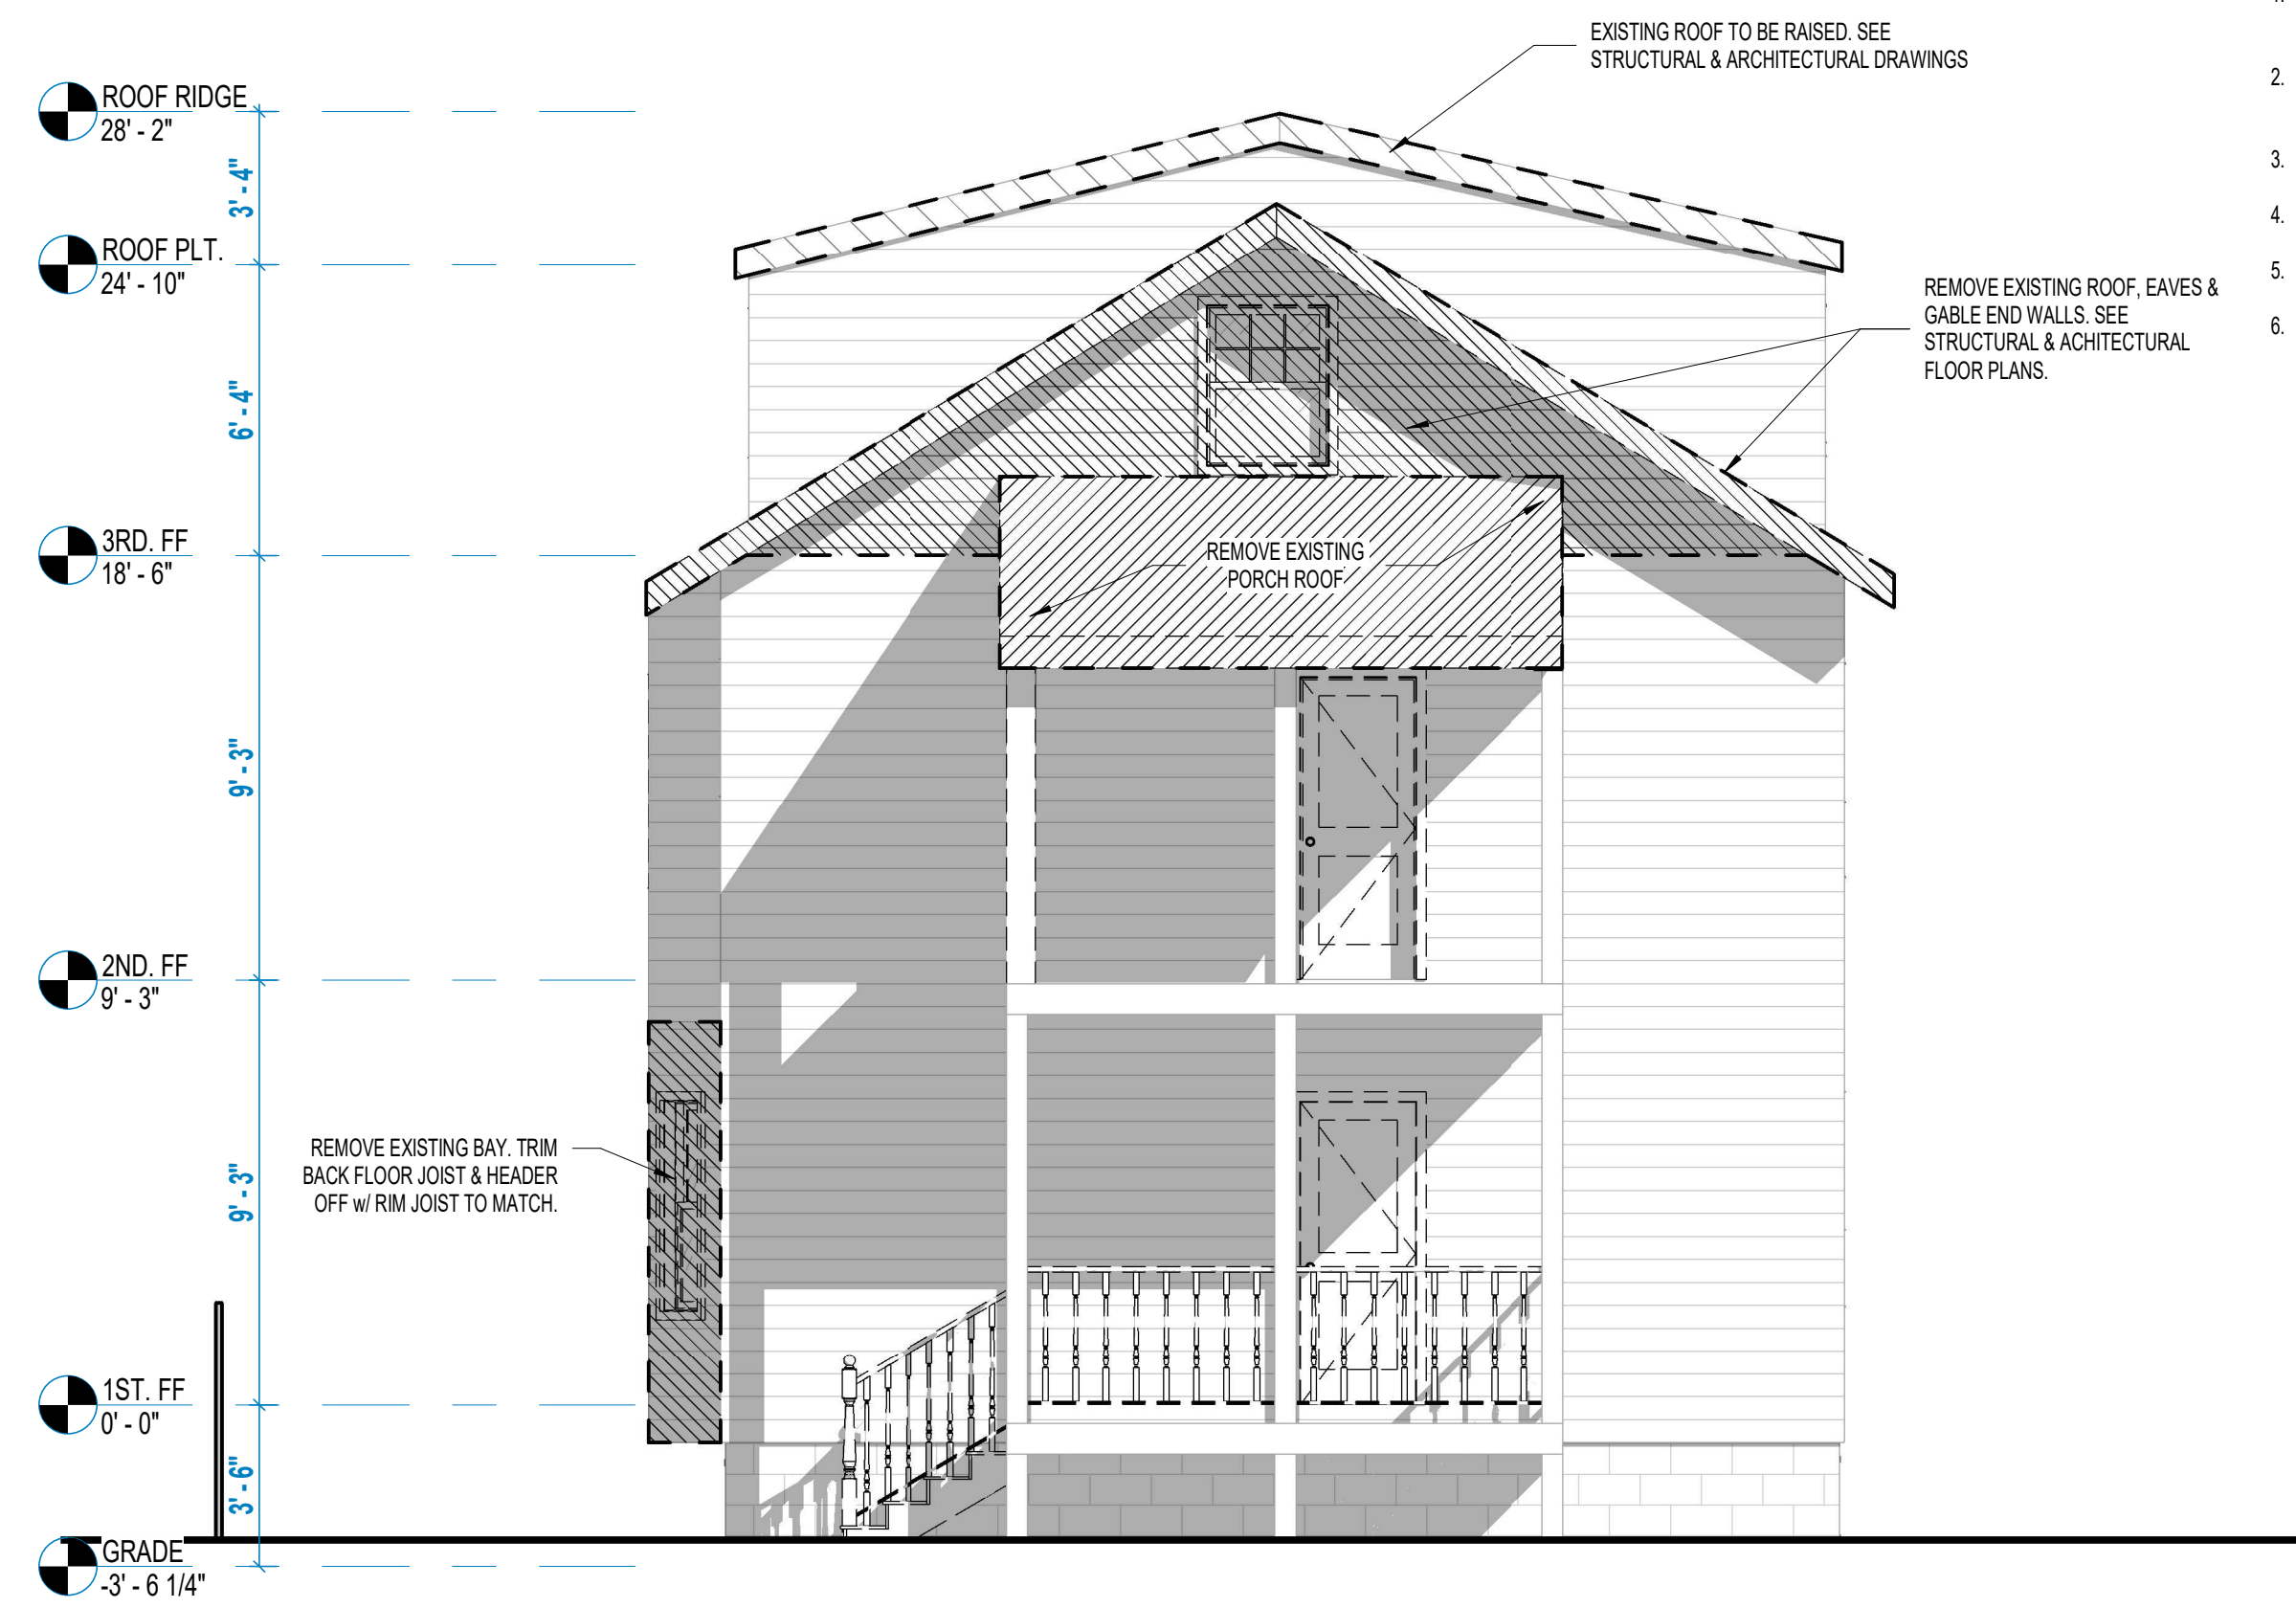 EXISTING ROOF TO BE RAISED. SEE
STRUCTURAL & ARCHITECTURAL DRAWINGS
2.
3.
4.
5.
6.
ROOF RIDGE
28' - 2"
3' - 4"
ROOF PLT.
24' - 10"
6' - 4"
REMOVE EXISTING ROOF, EAVES &
GABLE END WALLS. SEE
STRUCTURAL & ACHITECTURAL
FLOOR PLANS.
3RD. FF
18' - 6"
REMOVE EXISTING
PORCH ROOF
9' - 3"
2ND. FF
9' - 3"
REMOVE EXISTING BAY. TRIM
BACK FLOOR JOIST & HEADER
OFF w/ RIM JOIST TO MATCH.
9' - 3"
1ST. FF
0' - 0"
3' - 6"
GRADE
-3' - 6 1/4"